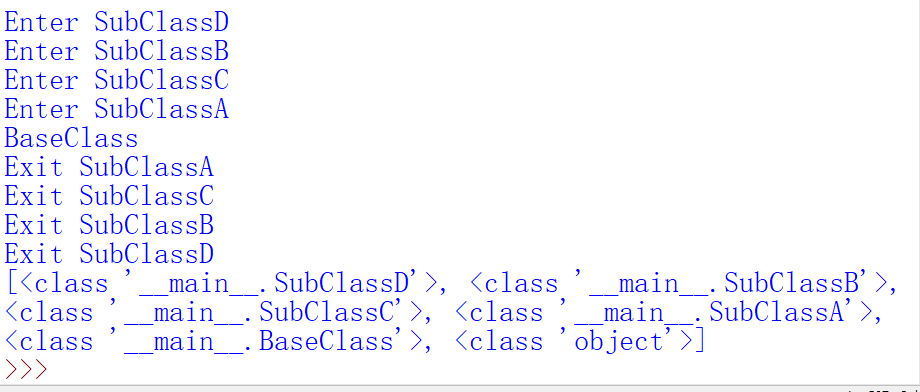 Enter SubClassD
Enter SubClassB
Enter SubClassC
Enter SubClassA
BaseClass
Exit SubClassA
Exit SubClassC
Exit SubClassB
Exit SubClassD
[<class '__main__.SubClassD'>, <class '__main__.SubClassB'>,
<class '__main__.SubClassC'>, <class '__main__.SubClassA'>,
<class '__main__.BaseClass'>, <class 'object'>]
>>>